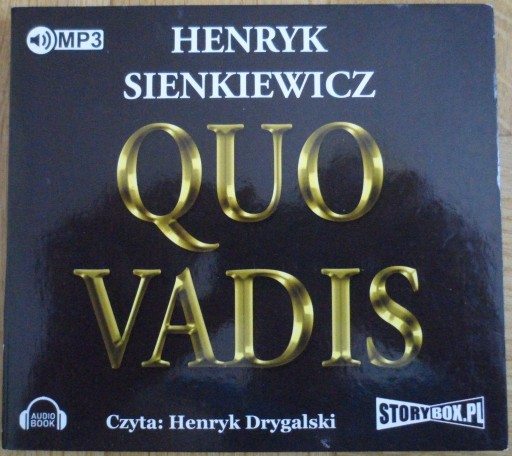 MP3
HENRYK
SIENKIEWICZ
QUO
VADIS
AUDIO
BOOK
Czyta: Henryk Drygalski
STORYBOX.PL